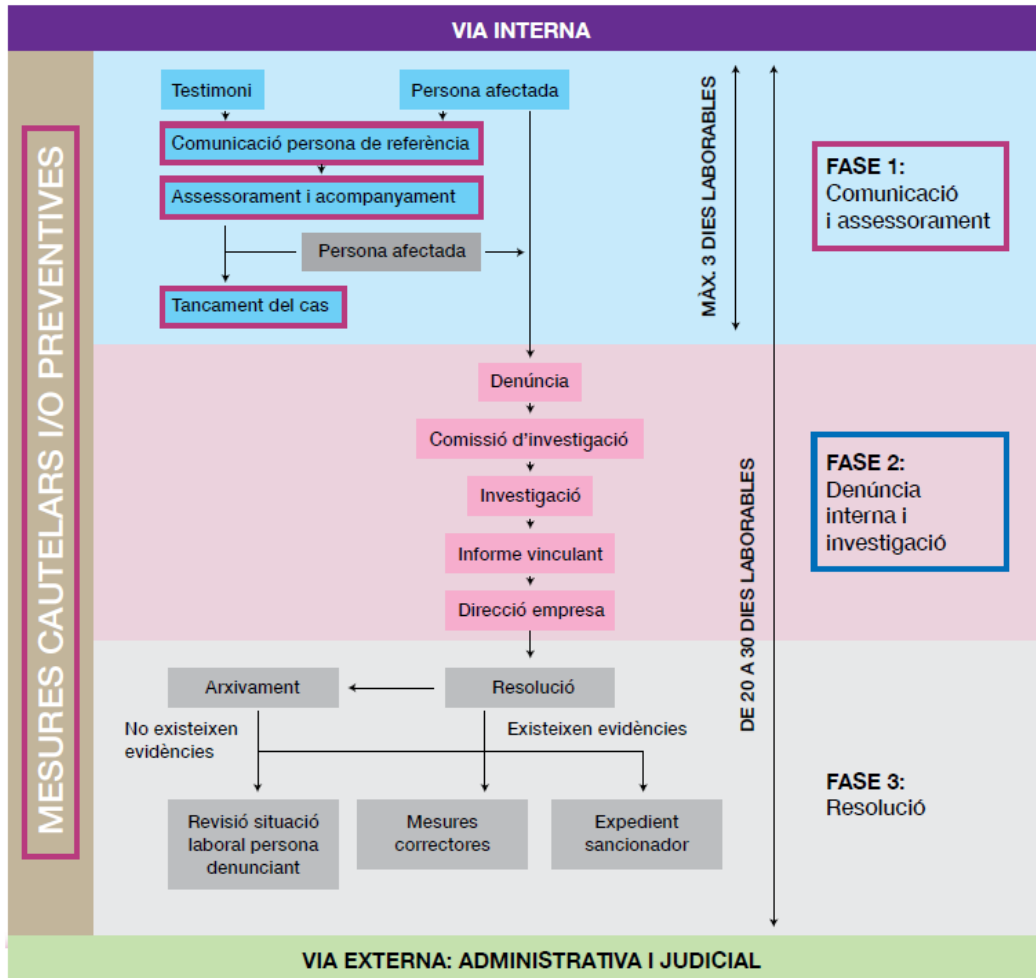 VIA INTERNA
MESURES CAUTELARS I/O PREVENTIVES
Testimoni
Persona afectada
Comunicació persona de referència
Assessorament i acompanyament
Persona afectada
Tancament del cas
MÀX. 3 DIES LABORABLES
FASE 1:
Comunicació
i assessorament
Denúncia
Comissió d'investigació
Investigació
Informe vinculant
Direcció empresa
DE 20 A 30 DIES LABORABLES
FASE 2:
Denúncia
interna i
investigació
Arxivament
Resolució
No existeixen
evidències
Existeixen evidències
Revisió situació
laboral persona
denunciant
Mesures
correctores
Expedient
sancionador
FASE 3:
Resolució
VIA EXTERNA: ADMINISTRATIVA I JUDICIAL